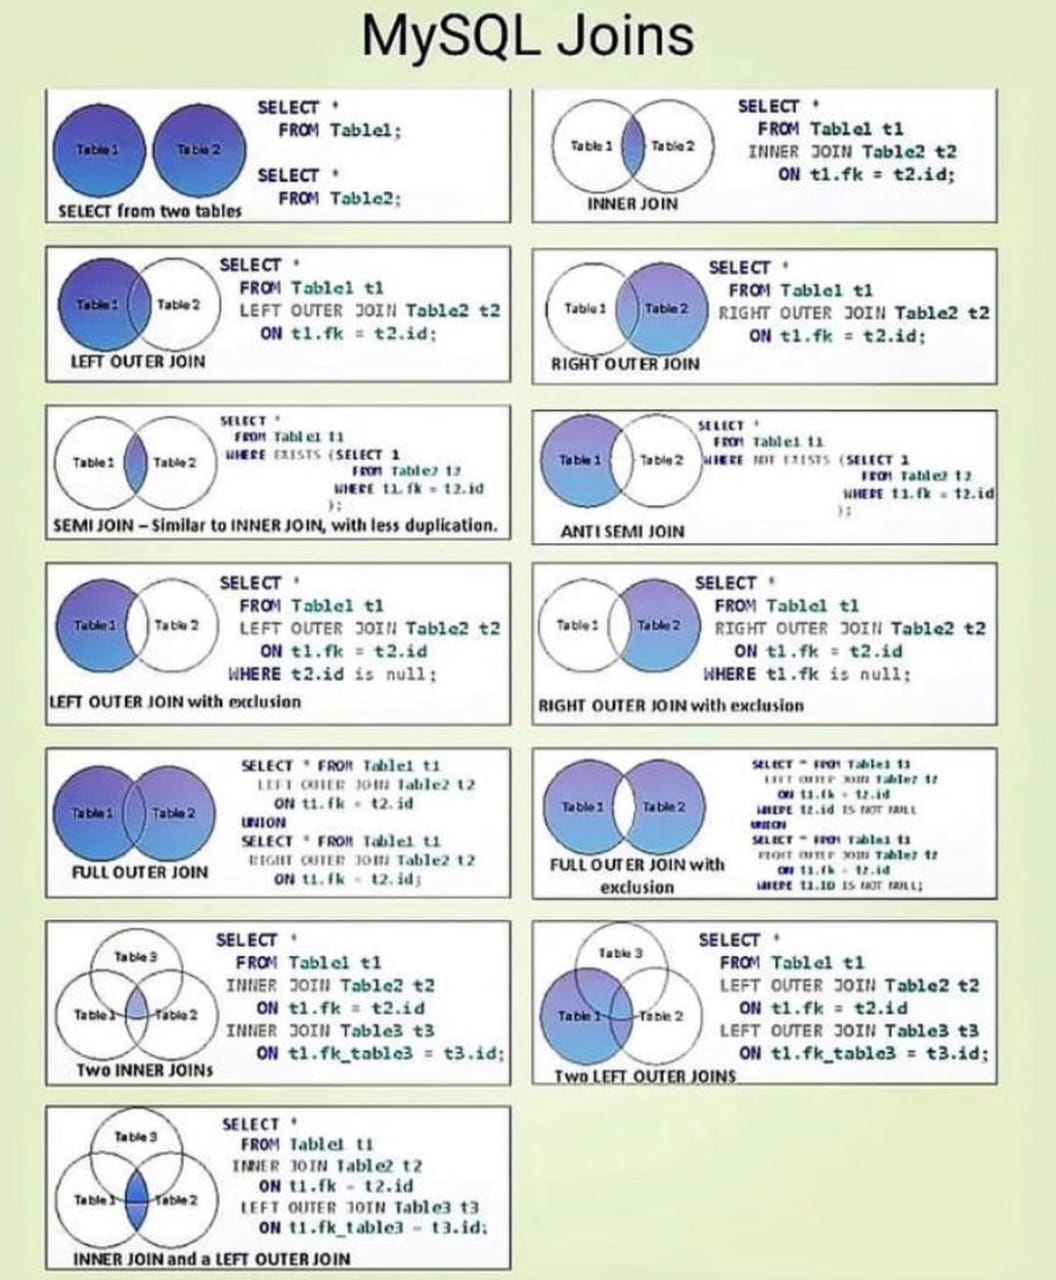 MySQL Joins
Table 1
Table 2
SELECT *
FROM Table1;
SELECT *
FROM Table2;
SELECT from two tables
Table 1
Table 2
SELECT *
FROM Table1 t1
INNER JOIN Table2 t2
ON t1.fk = t2.id;
INNER JOIN
Table 1
Table 2
SELECT *
FROM Table1 t1
LEFT OUTER JOIN Table2 t2
ON t1.fk = t2.id;
LEFT OUTER JOIN
Table 1
Table 2
SELECT *
FROM Table1 t1
RIGHT OUTER JOIN Table2 t2
ON t1.fk = t2.id;
RIGHT OUTER JOIN
Table 1
Table 2
SELECT *
FROM Table1 t1
WHERE EXISTS (SELECT 1
FROM Table2 t2
WHERE t1.fk = t2.id
);
SEMI JOIN – Similar to INNER JOIN, with less duplication.
Table 1
Table 2
SELECT *
FROM Table1 t1
WHERE NOT EXISTS (SELECT 1
FROM Table2 t2
WHERE t1.fk = t2.id
);
ANTI SEMI JOIN
Table 1
Table 2
SELECT *
FROM Table1 t1
LEFT OUTER JOIN Table2 t2
ON t1.fk = t2.id
WHERE t2.id is null;
LEFT OUTER JOIN with exclusion
Table 1
Table 2
SELECT *
FROM Table1 t1
RIGHT OUTER JOIN Table2 t2
ON t1.fk = t2.id
WHERE t1.fk is null;
RIGHT OUTER JOIN with exclusion
Table 1
Table 2
SELECT * FROM Table1 t1
LEFT OUTER JOIN Table2 t2
ON t1.fk = t2.id
UNION
SELECT * FROM Table1 t1
RIGHT OUTER JOIN Table2 t2
ON t1.fk = t2.id;
FULL OUTER JOIN
Table 1
Table 2
SELECT * FROM Table1 t1
LEFT OUTER JOIN Table2 t2
ON t1.fk = t2.id
WHERE t2.id IS NOT NULL
UNION
SELECT * FROM Table1 t1
RIGHT OUTER JOIN Table2 t2
ON t1.fk = t2.id
WHERE t1.ID IS NOT NULL;
FULL OUTER JOIN with
exclusion
Table 3
Table 1
Table 2
SELECT *
FROM Table1 t1
INNER JOIN Table2 t2
ON t1.fk = t2.id
INNER JOIN Table3 t3
ON t1.fk_table3 = t3.id;
Two INNER JOINs
Table 3
Table 1
Table 2
SELECT *
FROM Table1 t1
LEFT OUTER JOIN Table2 t2
ON t1.fk = t2.id
LEFT OUTER JOIN Table3 t3
ON t1.fk_table3 = t3.id;
Two LEFT OUTER JOINS
Table 3
Table 1
Table 2
SELECT *
FROM Table1 t1
INNER JOIN Table2 t2
ON t1.fk = t2.id
LEFT OUTER JOIN Table3 t3
ON t1.fk_table3 = t3.id;
INNER JOIN and a LEFT OUTER JOIN